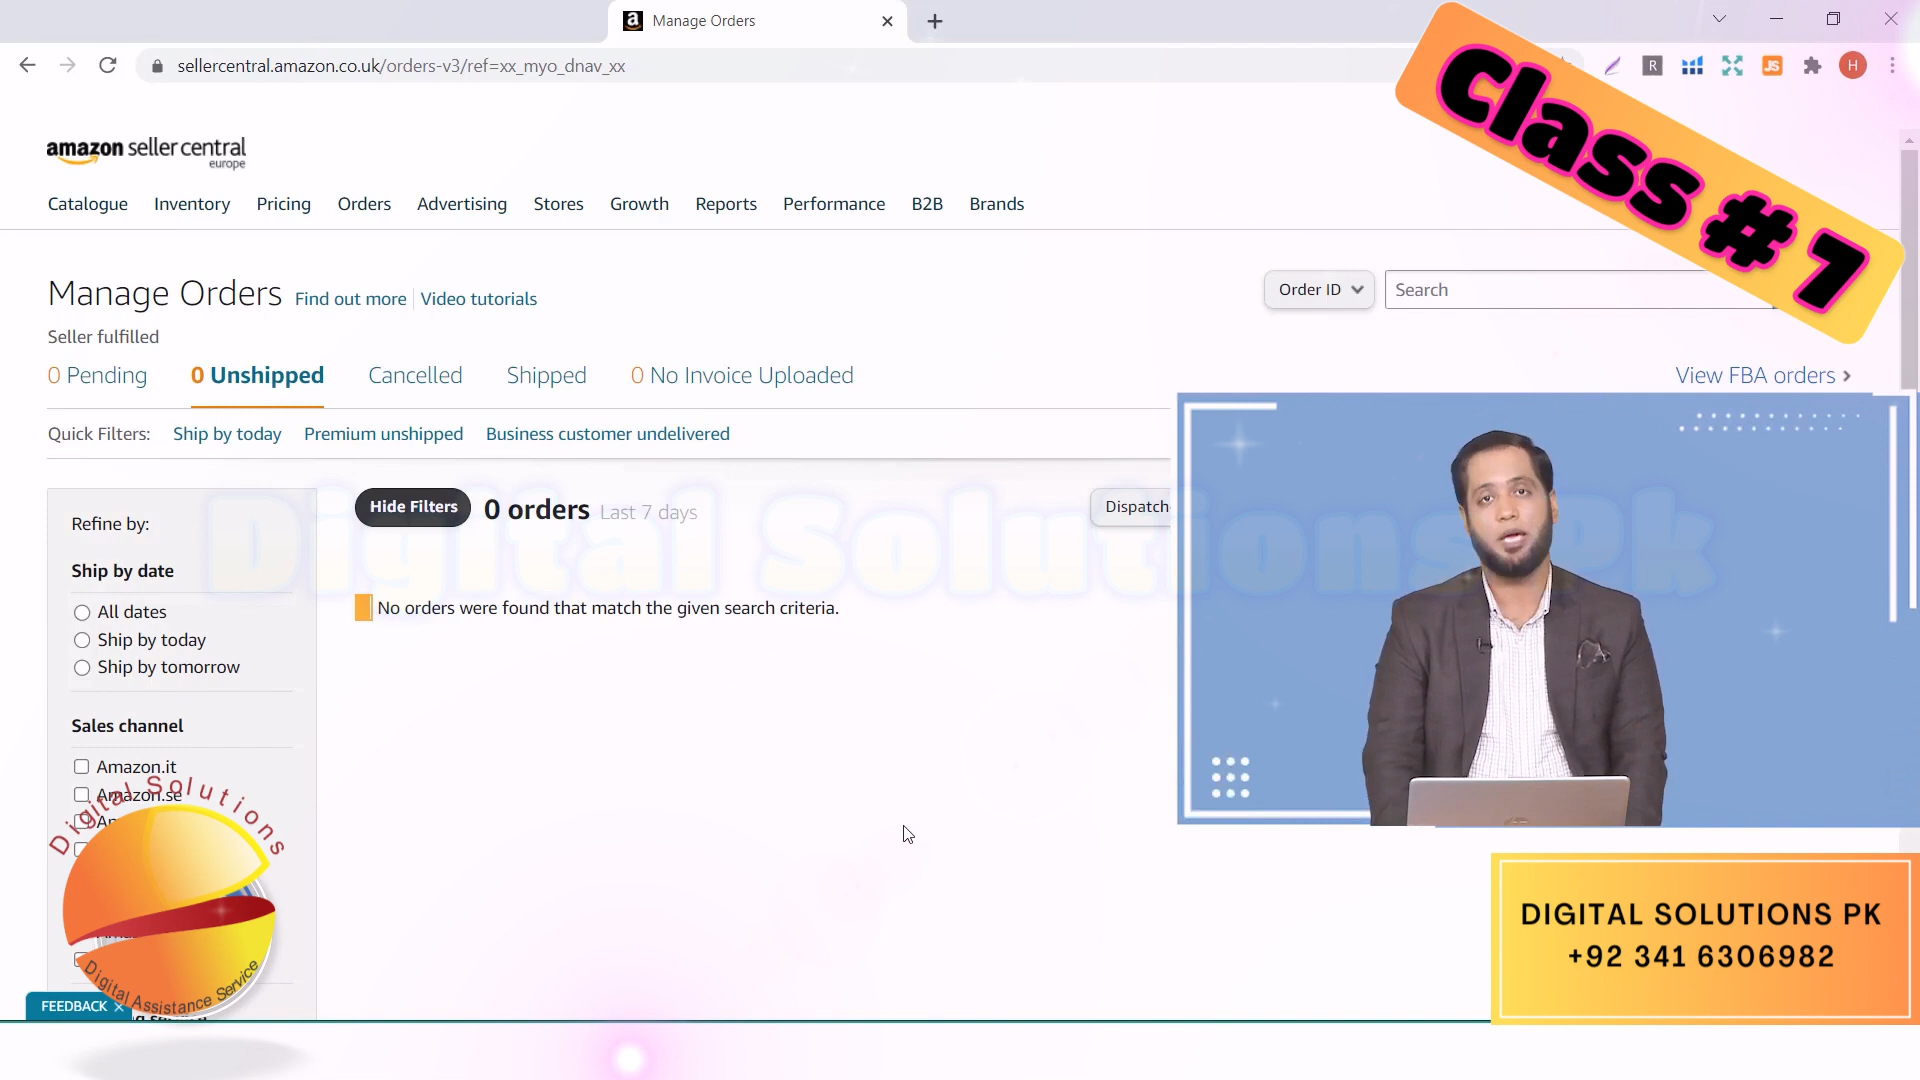 Manage Orders
sellercentral.amazon.co.uk/orders-v3/ref=xx_myo_dnav_xx
R
JS
H
Class # 7
amazon seller central
europe
Catalogue Inventory Pricing Orders Advertising Stores Growth Reports Performance B2B Brands
Manage Orders Find out more Video tutorials
Order ID Search
Seller fulfilled
0 Pending 0 Unshipped Cancelled Shipped 0 No Invoice Uploaded
View FBA orders
Quick Filters: Ship by today Premium unshipped Business customer undelivered
Hide Filters 0 orders Last 7 days
Dispatch
Digital Solutions Pk
Refine by:
Ship by date
All dates
Ship by today
Ship by tomorrow
No orders were found that match the given search criteria.
Sales channel
Amazon.it
Amazon.se
Digital Solutions
Digital Assistance Service
FEEDBACK
DIGITAL SOLUTIONS PK
+92 341 6306982